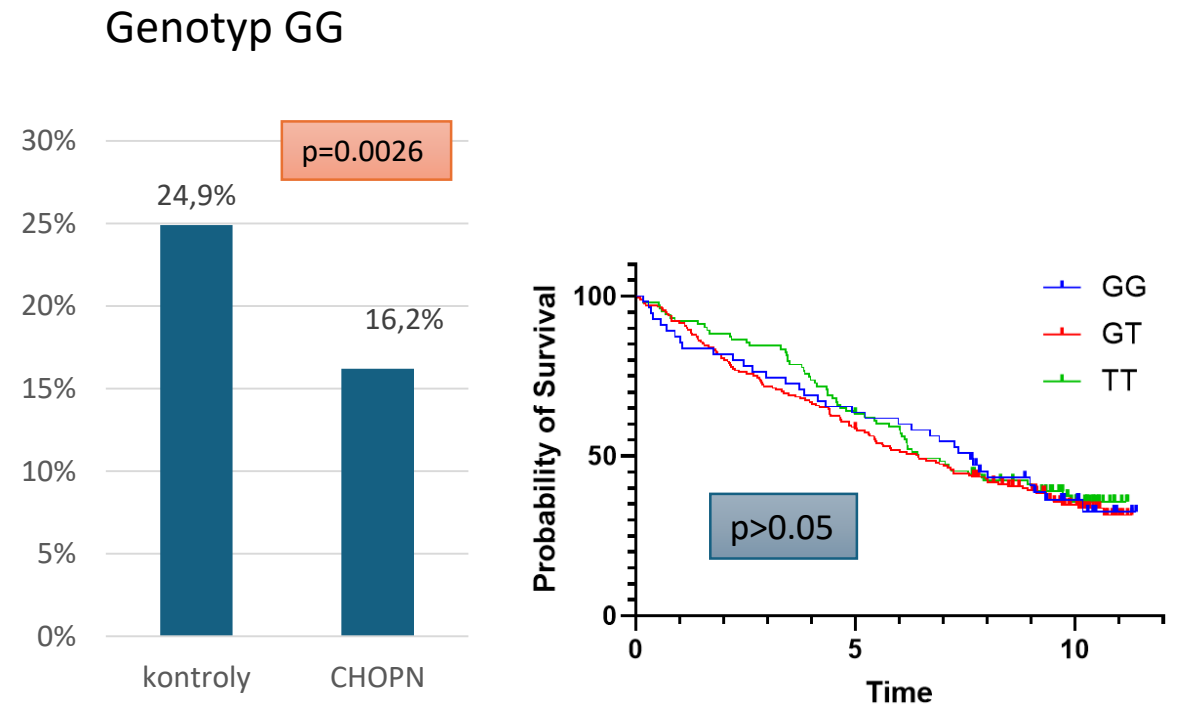 Genotyp GG
30%
25%
20%
15%
10%
5%
0%
p=0.0026
24,9%
16,2%
kontroly CHOPN
Probability of Survival
100
50
0
0 5 10
Time
GG
GT
TT
p>0.05